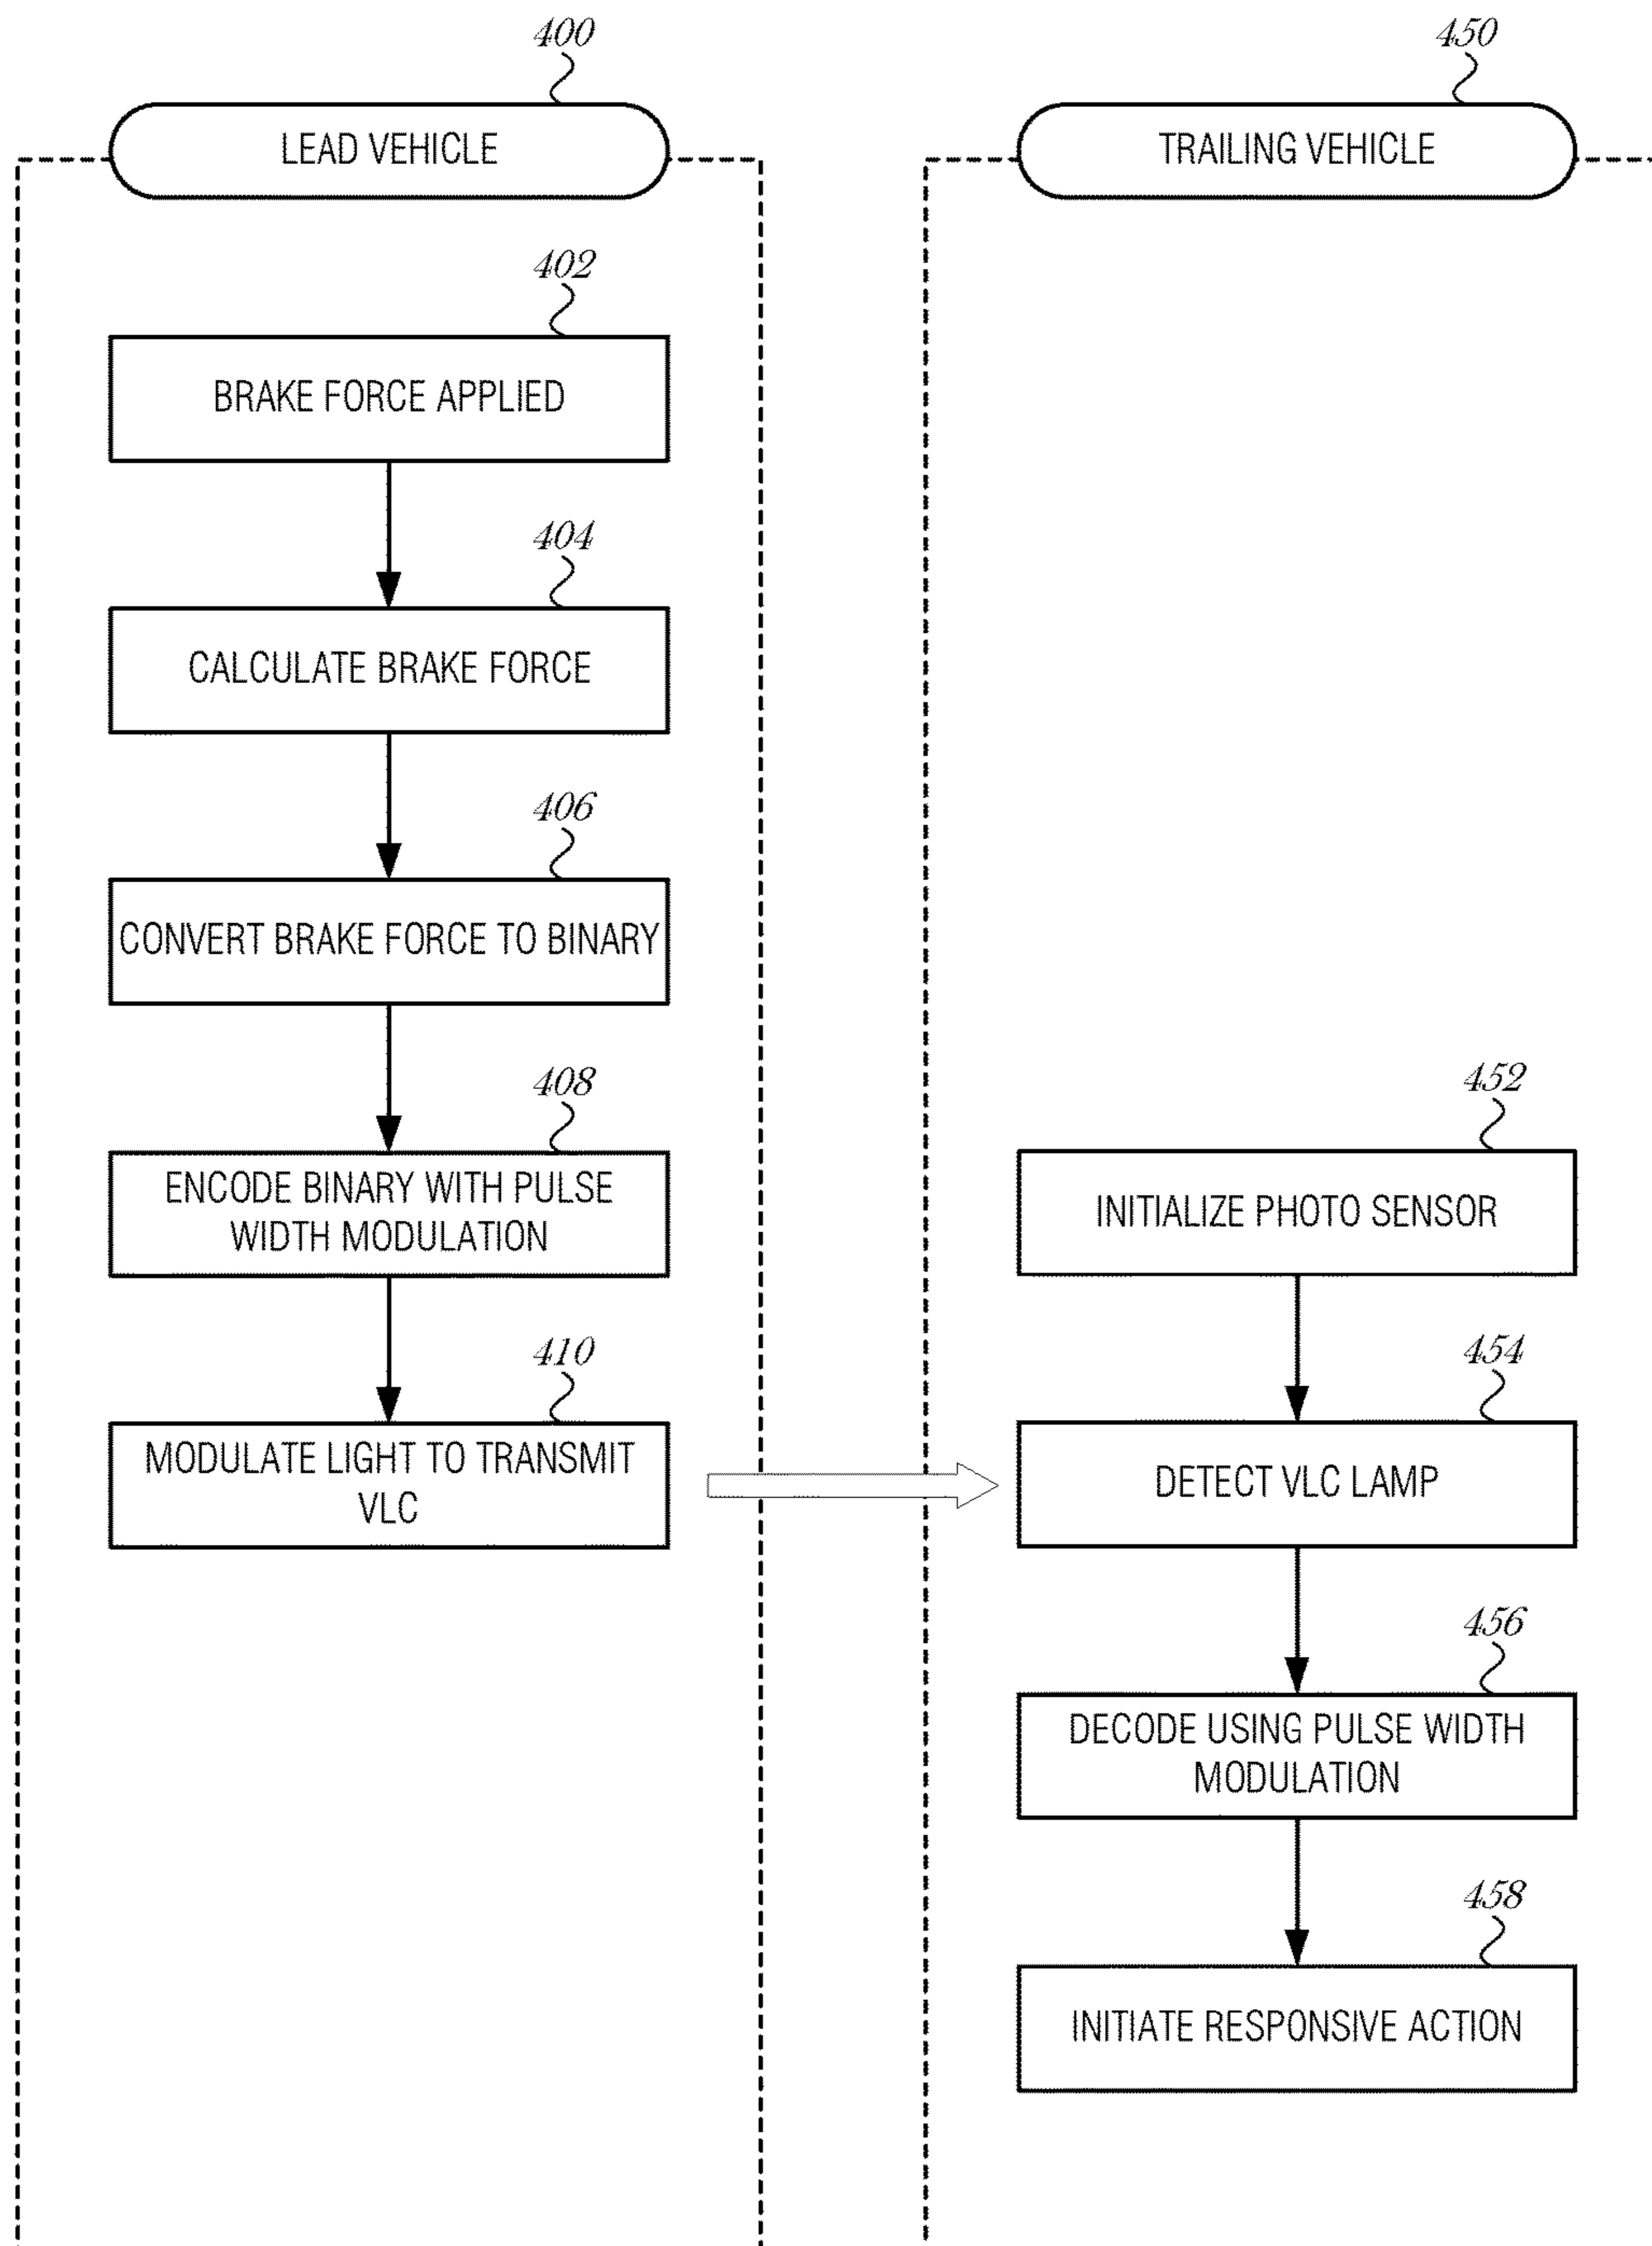 400
LEAD VEHICLE
402
BRAKE FORCE APPLIED
404
CALCULATE BRAKE FORCE
406
CONVERT BRAKE FORCE TO BINARY
408
ENCODE BINARY WITH PULSE
WIDTH MODULATION
410
MODULATE LIGHT TO TRANSMIT
VLC
450
TRAILING VEHICLE
452
INITIALIZE PHOTO SENSOR
454
DETECT VLC LAMP
456
DECODE USING PULSE WIDTH
MODULATION
458
INITIATE RESPONSIVE ACTION